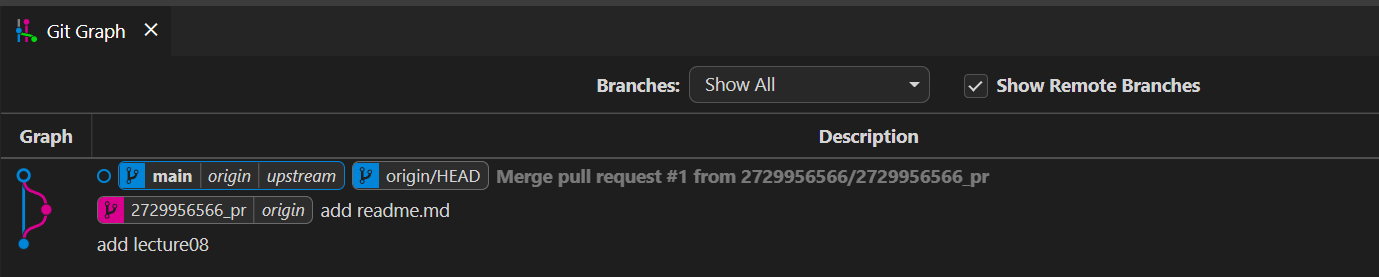 Git Graph
Branches: Show All Show Remote Branches
Graph Description
main origin upstream origin/HEAD Merge pull request #1 from 2729956566/2729956566_pr
2729956566_pr origin add readme.md
add lecture08